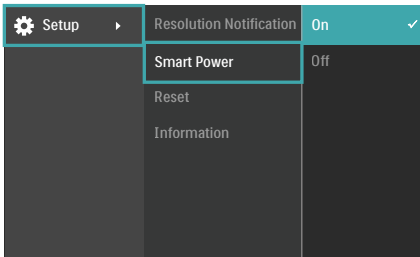 Setup
Resolution Notification
Smart Power
Reset
Information
On
Off